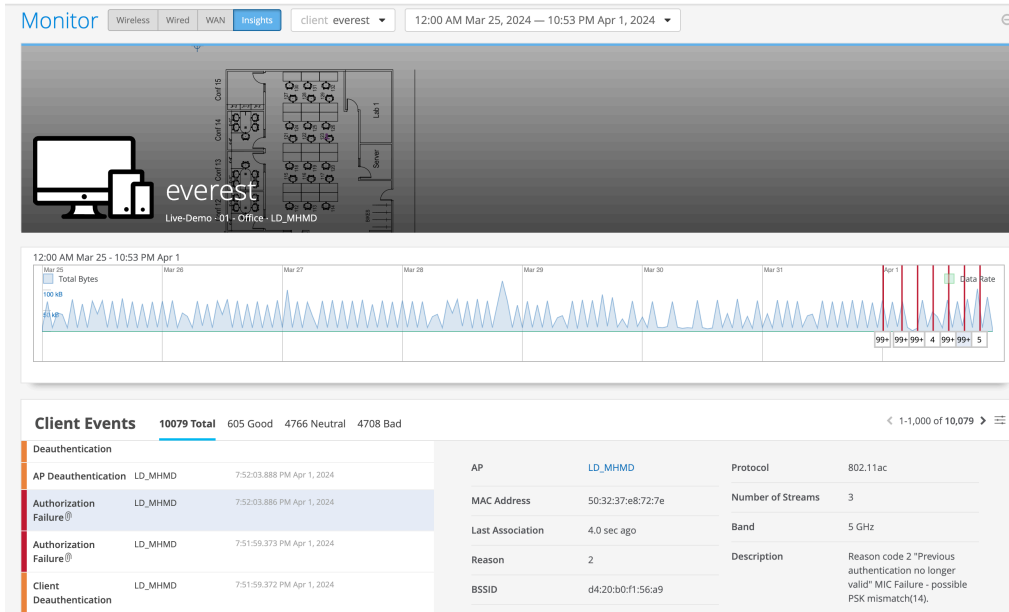 Monitor
Wireless Wired WAN Insights
client everest
12:00 AM Mar 25, 2024 — 10:53 PM Apr 1, 2024
Conf 15
Conf 14
Conf 13
Lab 1
Server
everest
Live-Demo · 01 - Office · LD_MHMD
12:00 AM Mar 25 - 10:53 PM Apr 1
Mar 25 Mar 26 Mar 27 Mar 28 Mar 29 Mar 30 Mar 31 Apr 1
Total Bytes Data Rate
100 kB
50 kB
99+ 99+ 99+ 4 99+ 99+ 5
Client Events 10079 Total 605 Good 4766 Neutral 4708 Bad
1-1,000 of 10,079
Deauthentication
AP Deauthentication LD_MHMD 7:52:03.888 PM Apr 1, 2024
Authorization LD_MHMD 7:52:03.886 PM Apr 1, 2024
Failure
Authorization LD_MHMD 7:51:59.373 PM Apr 1, 2024
Failure
Client LD_MHMD 7:51:59.372 PM Apr 1, 2024
Deauthentication
AP LD_MHMD
MAC Address 50:32:37:e8:72:7e
Last Association 4.0 sec ago
Reason 2
BSSID d4:20:b0:f1:56:a9
Protocol 802.11ac
Number of Streams 3
Band 5 GHz
Description Reason code 2 "Previous
authentication no longer
valid" MIC Failure - possible
PSK mismatch(14).